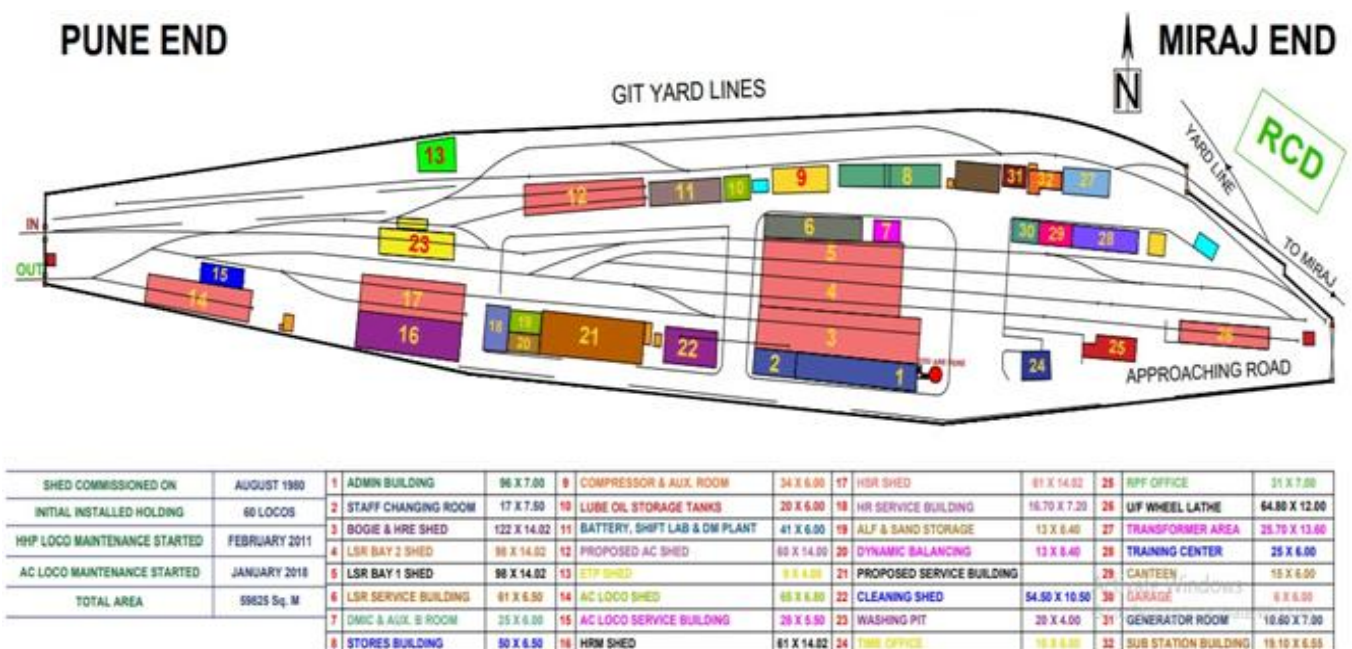 PUNE END
MIRAJ END
N
GIT YARD LINES
RCD
YARD LINE
TO MIRAJ
IN
OUT
13
12
11
10
9
8
31
32
27
23
6
7
5
4
3
2
1
30
29
28
15
14
17
16
18
19
20
21
22
24
25
26
APPROACHING ROAD
SHED COMMISSIONED ON AUGUST 1980
INITIAL INSTALLED HOLDING 60 LOCOS
HHP LOCO MAINTENANCE STARTED FEBRUARY 2011
AC LOCO MAINTENANCE STARTED JANUARY 2018
TOTAL AREA 59825 Sq. M
1 ADMIN BUILDING 96 X 7.00
2 STAFF CHANGING ROOM 17 X 7.50
3 BOGIE & HRE SHED 122 X 14.02
4 LSR BAY 2 SHED 98 X 14.02
5 LSR BAY 1 SHED 98 X 14.02
6 LSR SERVICE BUILDING 61 X 6.50
7 DMIC & AUX. B ROOM 25 X 6.00
8 STORES BUILDING 50 X 6.50
9 COMPRESSOR & AUX. ROOM 34 X 6.00
10 LUBE OIL STORAGE TANKS 20 X 6.00
11 BATTERY, SHIFT LAB & DM PLANT 41 X 6.00
12 PROPOSED AC SHED 60 X 14.00
13 ETP SHED
14 AC LOCO SHED 65 X 6.80
15 AC LOCO SERVICE BUILDING 26 X 5.50
16 HRM SHED 61 X 14.02
17 HSR SHED 61 X 14.02
18 HR SERVICE BUILDING 16.70 X 7.20
19 ALF & SAND STORAGE 13 X 8.40
20 DYNAMIC BALANCING 13 X 8.40
21 PROPOSED SERVICE BUILDING
22 CLEANING SHED 54.50 X 10.50
23 WASHING PIT 20 X 4.00
24 TIME OFFICE
25 RPF OFFICE 31 X 7.00
26 U/F WHEEL LATHE 64.80 X 12.00
27 TRANSFORMER AREA 25.70 X 13.60
28 TRAINING CENTER 25 X 6.00
29 CANTEEN 15 X 6.00
30 GARAGE 6 X 6.00
31 GENERATOR ROOM 10.60 X 7.00
32 SUB STATION BUILDING 19.10 X 6.55